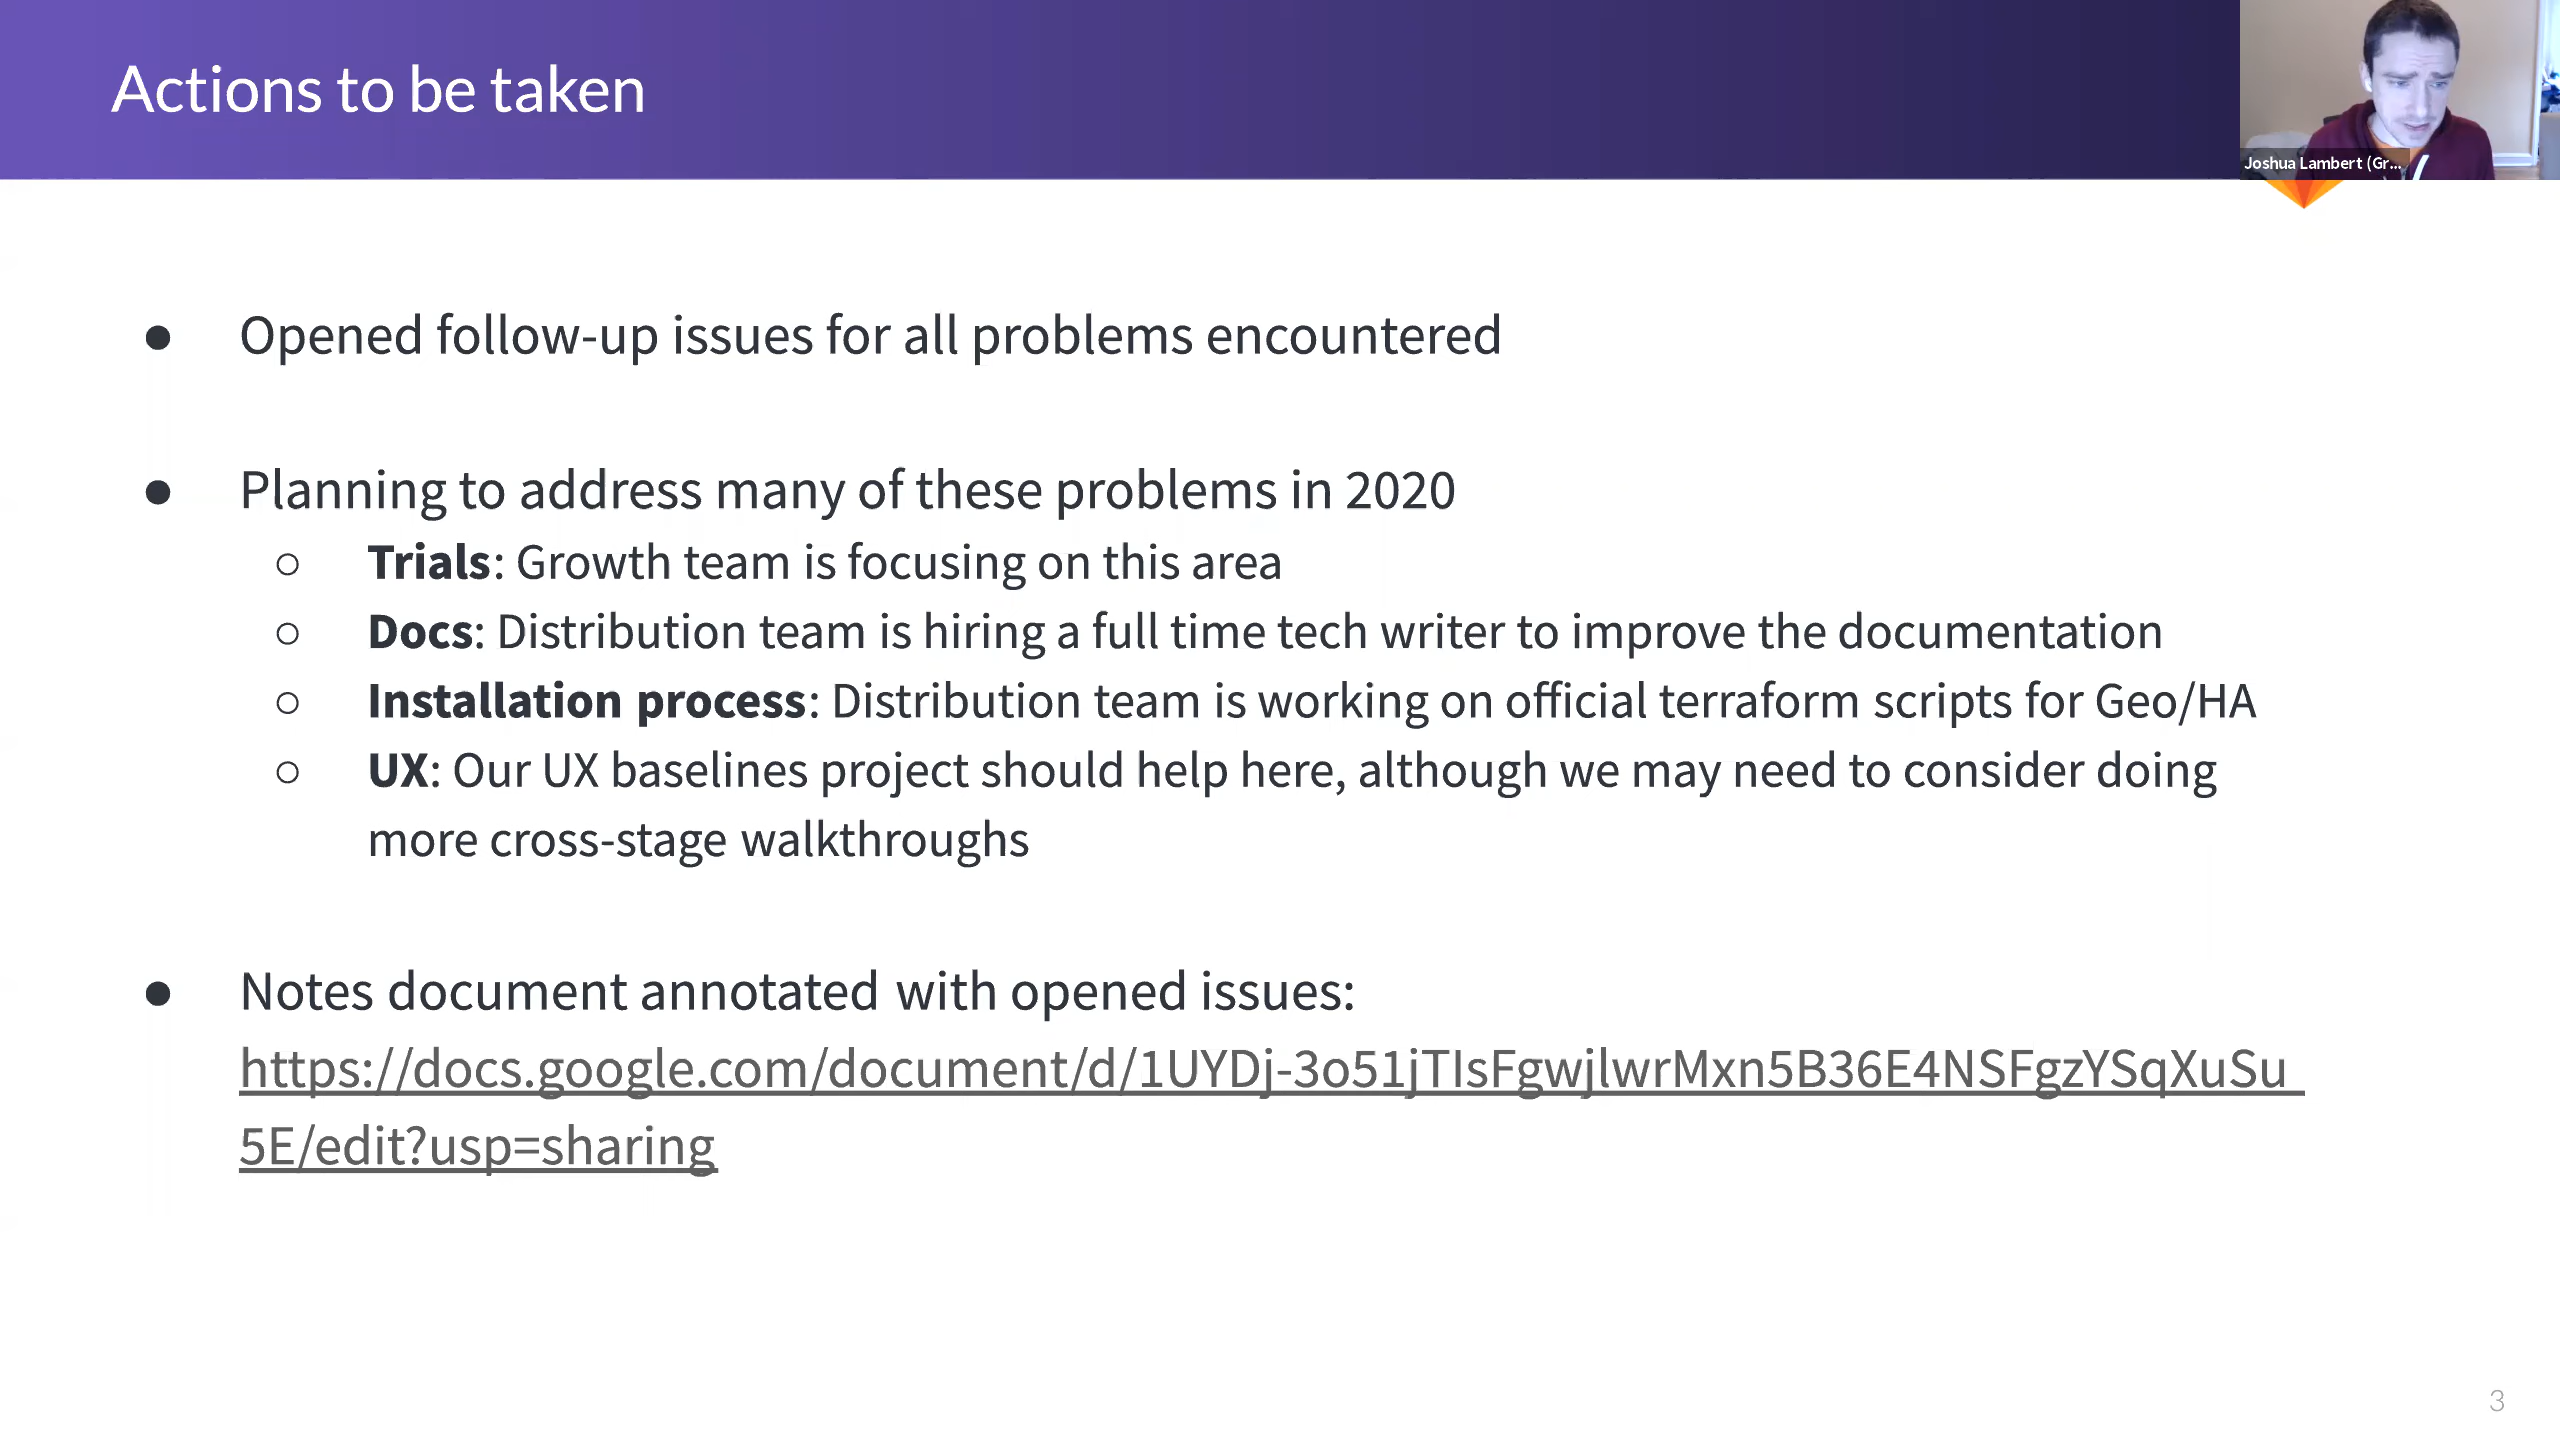 Actions to be taken
Joshua Lambert (Gr...
● Opened follow-up issues for all problems encountered
● Planning to address many of these problems in 2020
○ Trials: Growth team is focusing on this area
○ Docs: Distribution team is hiring a full time tech writer to improve the documentation
○ Installation process: Distribution team is working on official terraform scripts for Geo/HA
○ UX: Our UX baselines project should help here, although we may need to consider doing
more cross-stage walkthroughs
● Notes document annotated with opened issues:
https://docs.google.com/document/d/1UYDj-3o51jTIsFgwjlwrMxn5B36E4NSFgzYSqXuSu_
5E/edit?usp=sharing
3